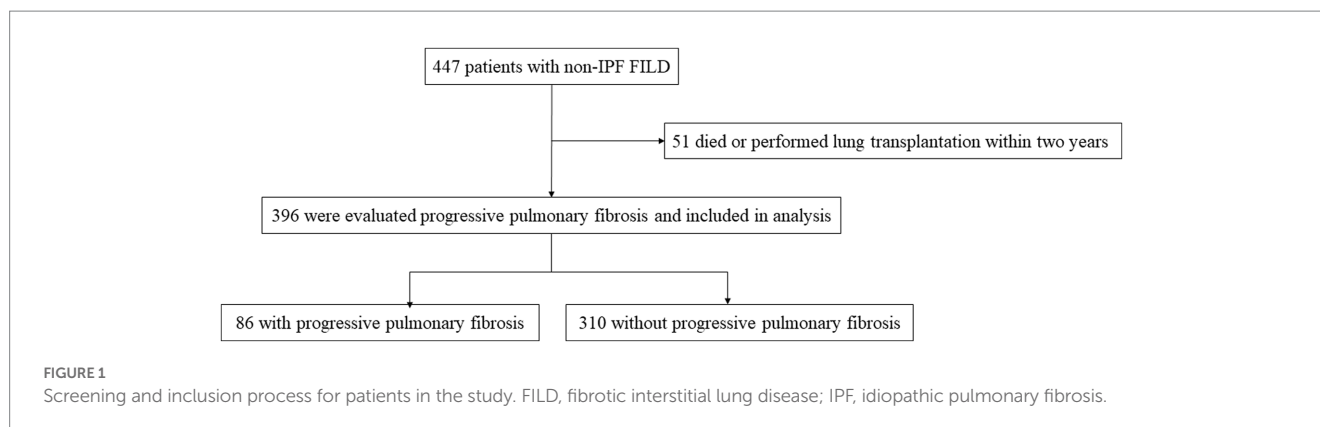 447 patients with non-IPF FILD
51 died or performed lung transplantation within two years
396 were evaluated progressive pulmonary fibrosis and included in analysis
86 with progressive pulmonary fibrosis
310 without progressive pulmonary fibrosis
FIGURE 1
Screening and inclusion process for patients in the study. FILD, fibrotic interstitial lung disease; IPF, idiopathic pulmonary fibrosis.